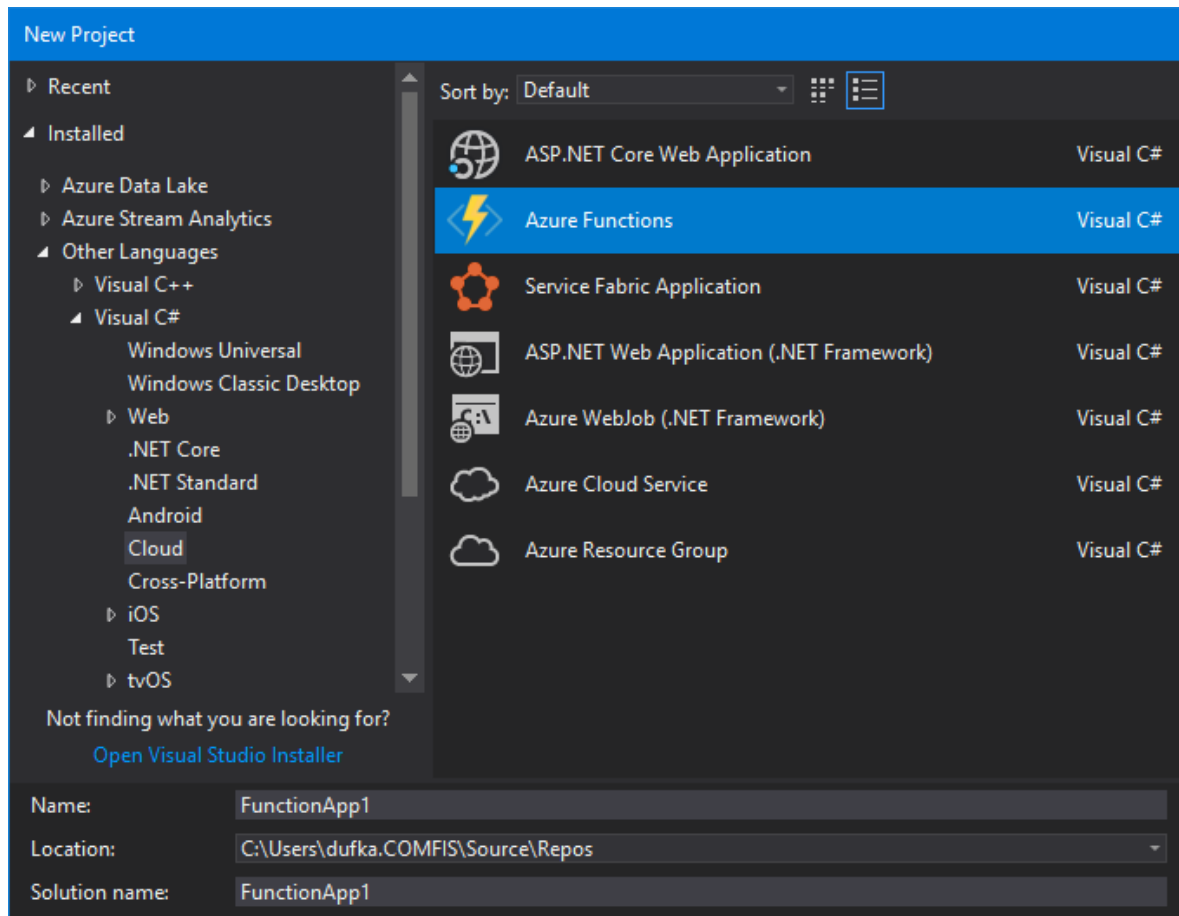 New Project
Recent
Installed
Azure Data Lake
Azure Stream Analytics
Other Languages
Visual C++
Visual C#
Windows Universal
Windows Classic Desktop
Web
.NET Core
.NET Standard
Android
Cloud
Cross-Platform
iOS
Test
tvOS
Not finding what you are looking for?
Open Visual Studio Installer
Sort by: Default
ASP.NET Core Web Application Visual C#
Azure Functions Visual C#
Service Fabric Application Visual C#
ASP.NET Web Application (.NET Framework) Visual C#
C:\ Azure WebJob (.NET Framework) Visual C#
Azure Cloud Service Visual C#
Azure Resource Group Visual C#
Name: FunctionApp1
Location: C:\Users\dufka.COMFIS\Source\Repos
Solution name: FunctionApp1